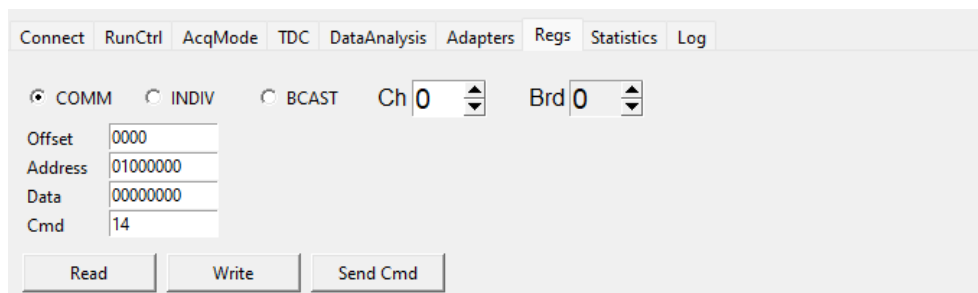 Connect RunCtrl AcqMode TDC DataAnalysis Adapters Regs Statistics Log
COMM INDIV BCAST Ch 0 Brd 0
Offset 0000
Address 01000000
Data 00000000
Cmd 14
Read Write Send Cmd